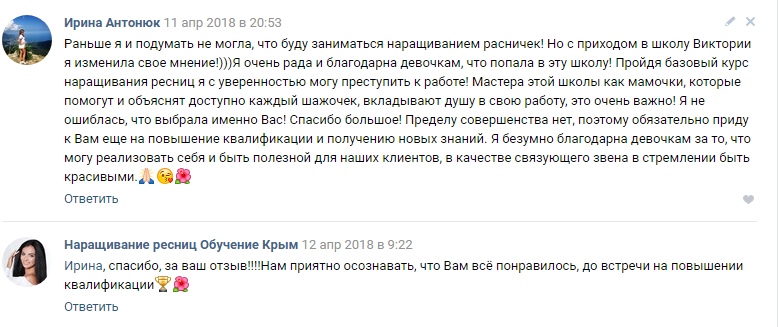 Ирина Антонюк 11 апр 2018 в 20:53
Раньше я и подумать не могла, что буду заниматься наращиванием расничек! Но с приходом в школу Виктории
я изменила свое мнение!)))Я очень рада и благодарна девочкам, что попала в эту школу! Пройдя базовый курс
наращивания ресниц я с уверенностью могу преступить к работе! Мастера этой школы как мамочки, которые
помогут и объяснят доступно каждый шажочек, вкладывают душу в свою работу, это очень важно! Я не
ошиблась, что выбрала именно Вас! Спасибо большое! Пределу совершенства нет, поэтому обязательно приду
к Вам еще на повышение квалификации и получению новых знаний. Я безумно благодарна девочкам за то, что
могу реализовать себя и быть полезной для наших клиентов, в качестве связующего звена в стремлении быть
красивыми.🙏🏻😘🌺
Ответить
Наращивание ресниц Обучение Крым 12 апр 2018 в 9:22
Ирина, спасибо, за ваш отзыв!!!!Нам приятно осознавать, что Вам всё понравилось, до встречи на повышении
квалификации🏆🌺
Ответить